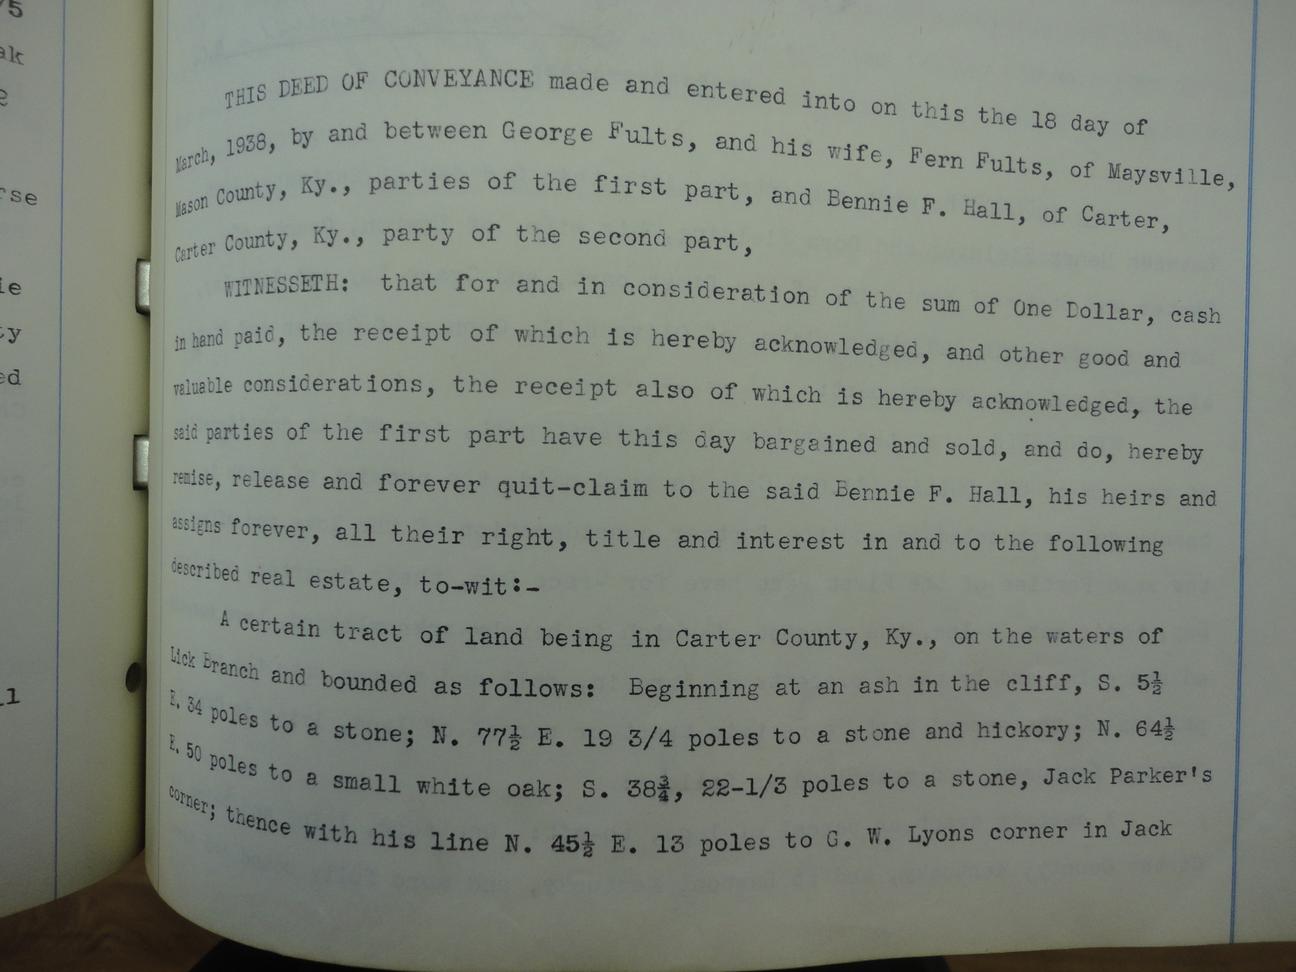 THIS DEED OF CONVEYANCE made and entered into on this the 18 day of
March, 1938, by and between George Fults, and his wife, Fern Fults, of Maysville,
Mason County, Ky., parties of the first part, and Bennie F. Hall, of Carter,
Carter County, Ky., party of the second part,
WITNESSETH: that for and in consideration of the sum of One Dollar, cash
in hand paid, the receipt of which is hereby acknowledged, and other good and
valuable considerations, the receipt also of which is hereby acknowledged, the
said parties of the first part have this day bargained and sold, and do, hereby
remise, release and forever quit-claim to the said Bennie F. Hall, his heirs and
assigns forever, all their right, title and interest in and to the following
described real estate, to-wit:-
A certain tract of land being in Carter County, Ky., on the waters of
Lick Branch and bounded as follows: Beginning at an ash in the cliff, S. 5½
E. 34 poles to a stone; N. 77½ E. 19 3/4 poles to a stone and hickory; N. 64½
E. 50 poles to a small white oak; S. 38¾, 22-1/3 poles to a stone, Jack Parker's
corner; thence with his line N. 45½ E. 13 poles to G. W. Lyons corner in Jack